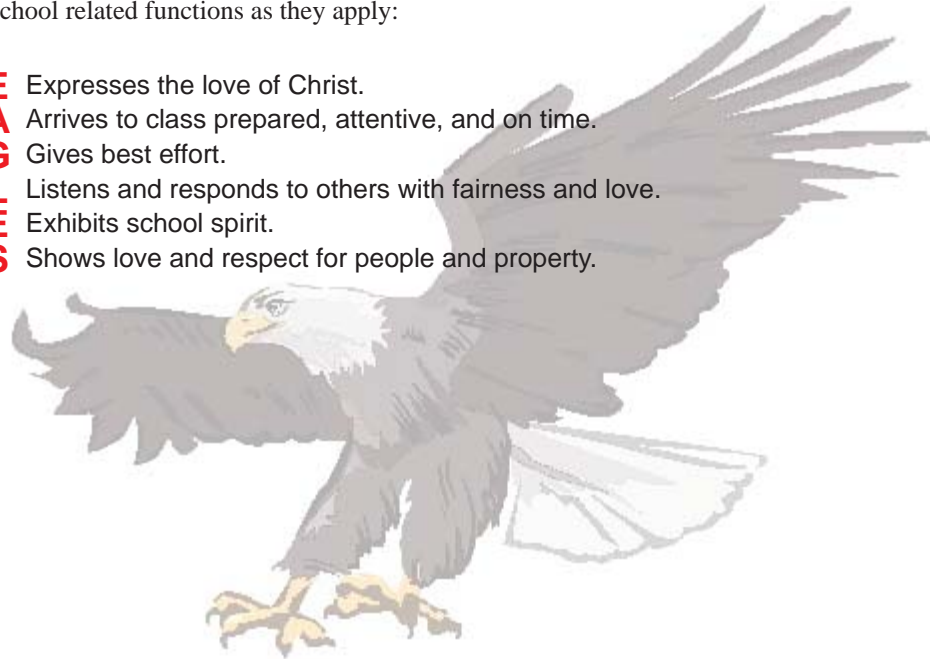 chool related functions as they apply:
E Expresses the love of Christ.
A Arrives to class prepared, attentive, and on time.
G Gives best effort.
Listens and responds to others with fairness and love.
E Exhibits school spirit.
S Shows love and respect for people and property.